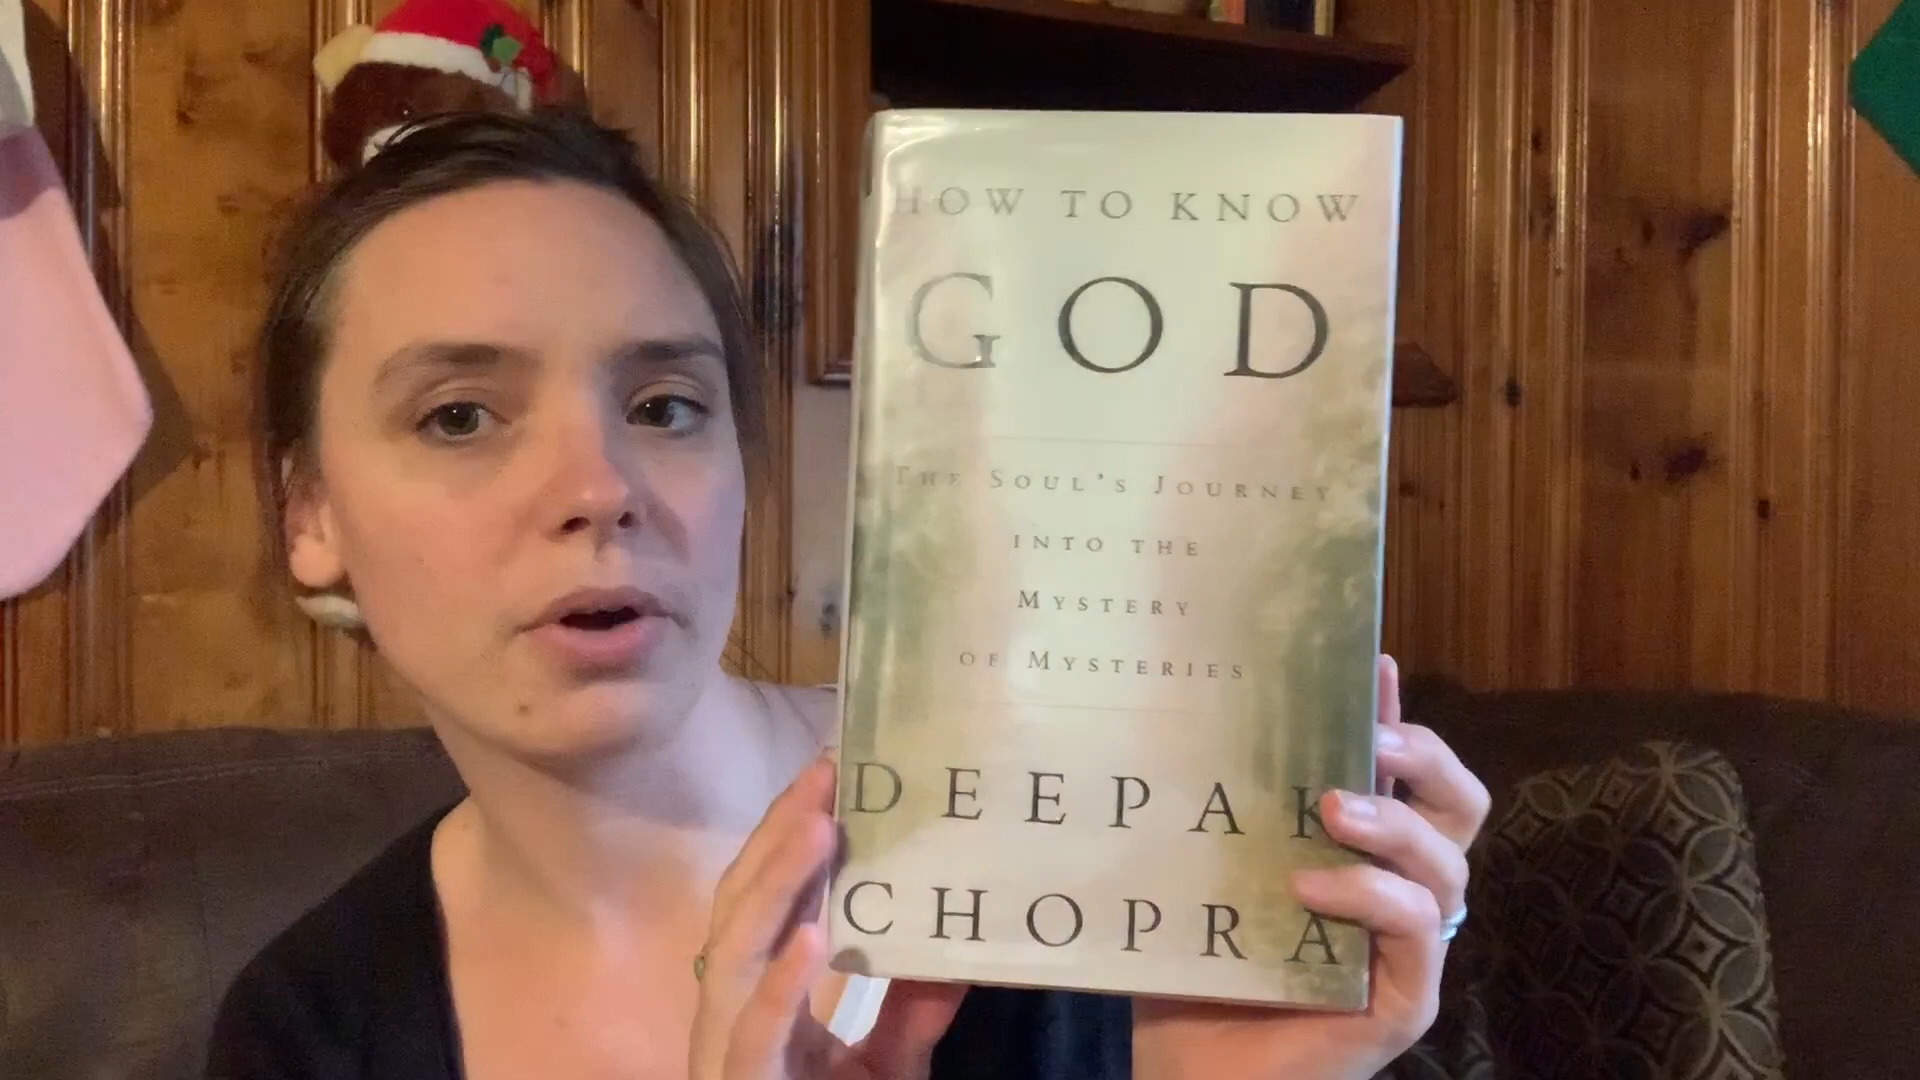 HOW TO KNOW
GOD
THE SOUL'S JOURNEY
INTO THE
MYSTERY
OF MYSTERIES
DEEPAK
CHOPRA